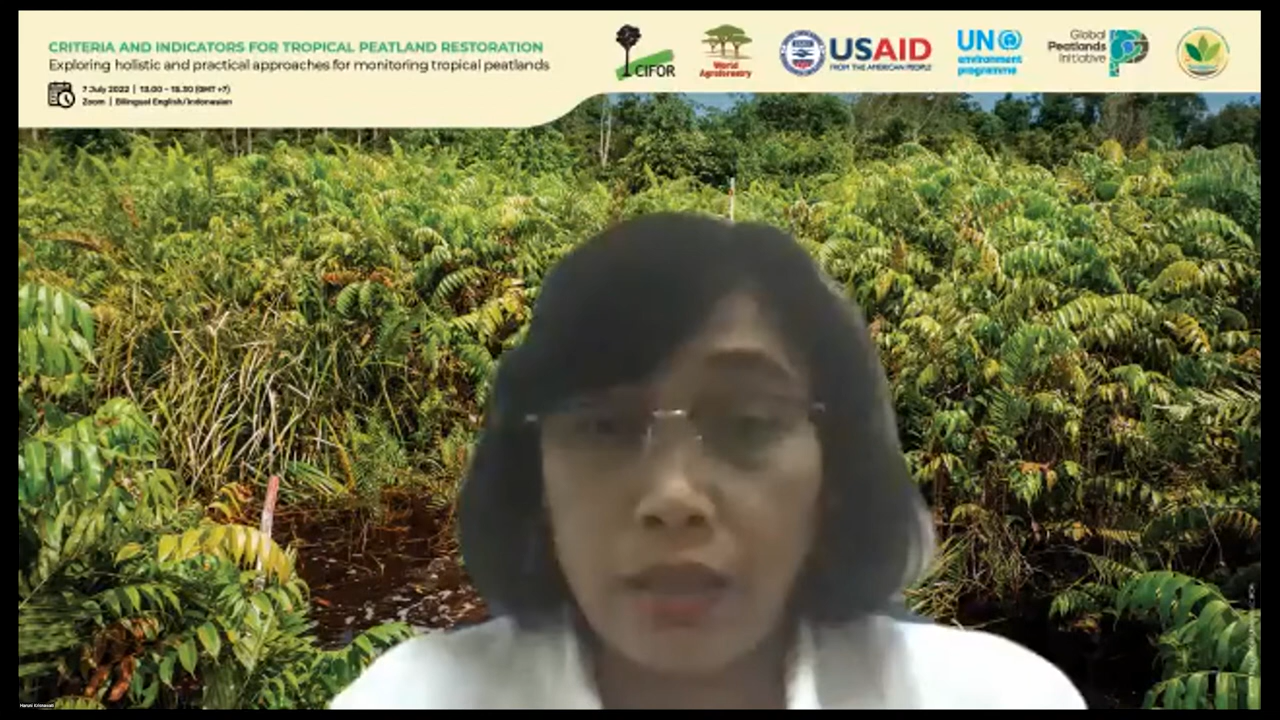 CRITERIA AND INDICATORS FOR TROPICAL PEATLAND RESTORATION
Exploring holistic and practical approaches for monitoring tropical peatlands
7 July 2022 | 13.00 - 15.30 (GMT +7)
Zoom | Bilingual English/Indonesian
CIFOR
World
Agroforestry
USAID
FROM THE AMERICAN PEOPLE
UN
environment
programme
Global
Peatlands
Initiative